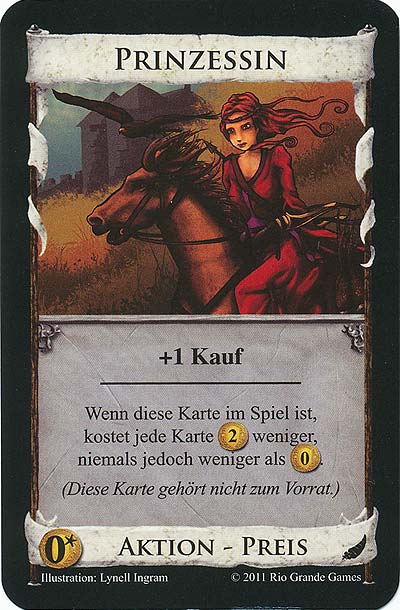 Prinzessin
+1 Kauf
Wenn diese Karte im Spiel ist,
kostet jede Karte 2 weniger,
niemals jedoch weniger als 0.
(Diese Karte gehört nicht zum Vorrat.)
0*
Aktion - Preis
Illustration: Lynell Ingram
© 2011 Rio Grande Games